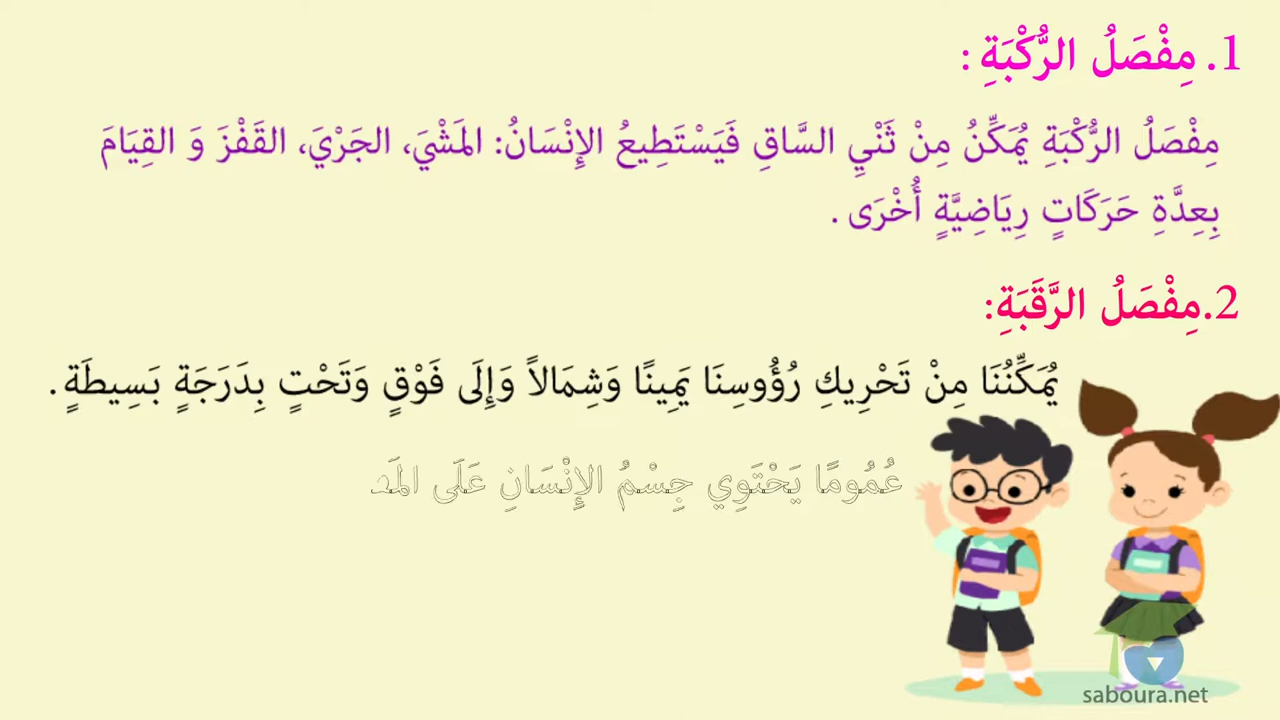 1. مِفْصَلُ الرُّكْبَةِ :
مِفْصَلُ الرُّكْبَةِ يُمَكِّنُ مِنْ ثَنْيِ السَّاقِ فَيَسْتَطِيعُ الإِنْسَانُ: المَشْيَ، الجَرْيَ، القَفْزَ وَ القِيَامَ
بِعِدَّةِ حَرَكَاتٍ رِيَاضِيَّةٍ أُخْرَى .
2.مِفْصَلُ الرَّقَبَةِ:
يُمَكِّنُنَا مِنْ تَحْرِيكِ رُؤُوسِنَا يَمِينًا وَشِمَالاً وَإِلَى فَوْقٍ وَتَحْتٍ بِدَرَجَةٍ بَسِيطَةٍ .
عُمُومًا يَحْتَوِي جِسْمُ الإِنْسَانِ عَلَى
saboura.net